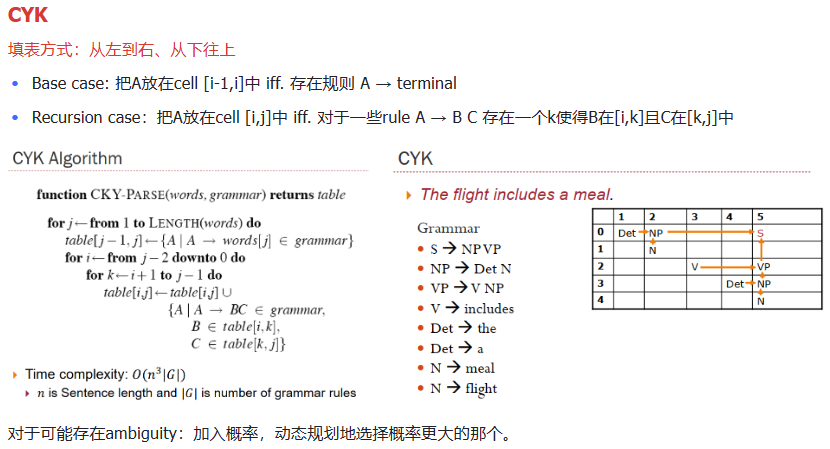 CYK
填表方式：从左到右、从下往上
• Base case: 把A放在cell [i-1,i]中 iff. 存在规则 A → terminal
• Recursion case：把A放在cell [i,j]中 iff. 对于一些rule A → B C 存在一个k使得B在[i,k]且C在[k,j]中
CYK Algorithm
function CKY-PARSE(words, grammar) returns table
for j←from 1 to LENGTH(words) do
table[j−1,j]←{A | A → words[j] ∈ grammar}
for i←from j−2 downto 0 do
for k←i+1 to j−1 do
table[i,j]←table[i,j] ∪
{A | A → BC ∈ grammar,
B ∈ table[i,k],
C ∈ table[k,j]}
Time complexity: O(n³|G|)
n is Sentence length and |G| is number of grammar rules
CYK
The flight includes a meal.
Grammar
• S → NP VP
• NP → Det N
• VP → V NP
• V → includes
• Det → the
• Det → a
• N → meal
• N → flight
1 2 3 4 5
0 Det NP S
1 N
2 V VP
3 Det NP
4 N
对于可能存在ambiguity：加入概率，动态规划地选择概率更大的那个。